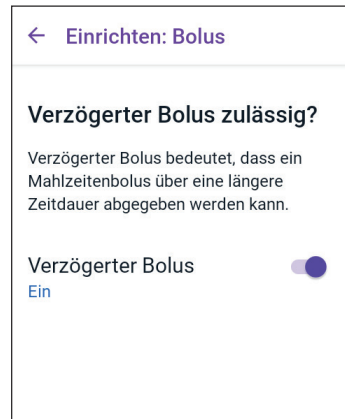 Einrichten: Bolus
Verzögerter Bolus zulässig?
Verzögerter Bolus bedeutet, dass ein
Mahlzeitenbolus über eine längere
Zeitdauer abgegeben werden kann.
Verzögerter Bolus
Ein